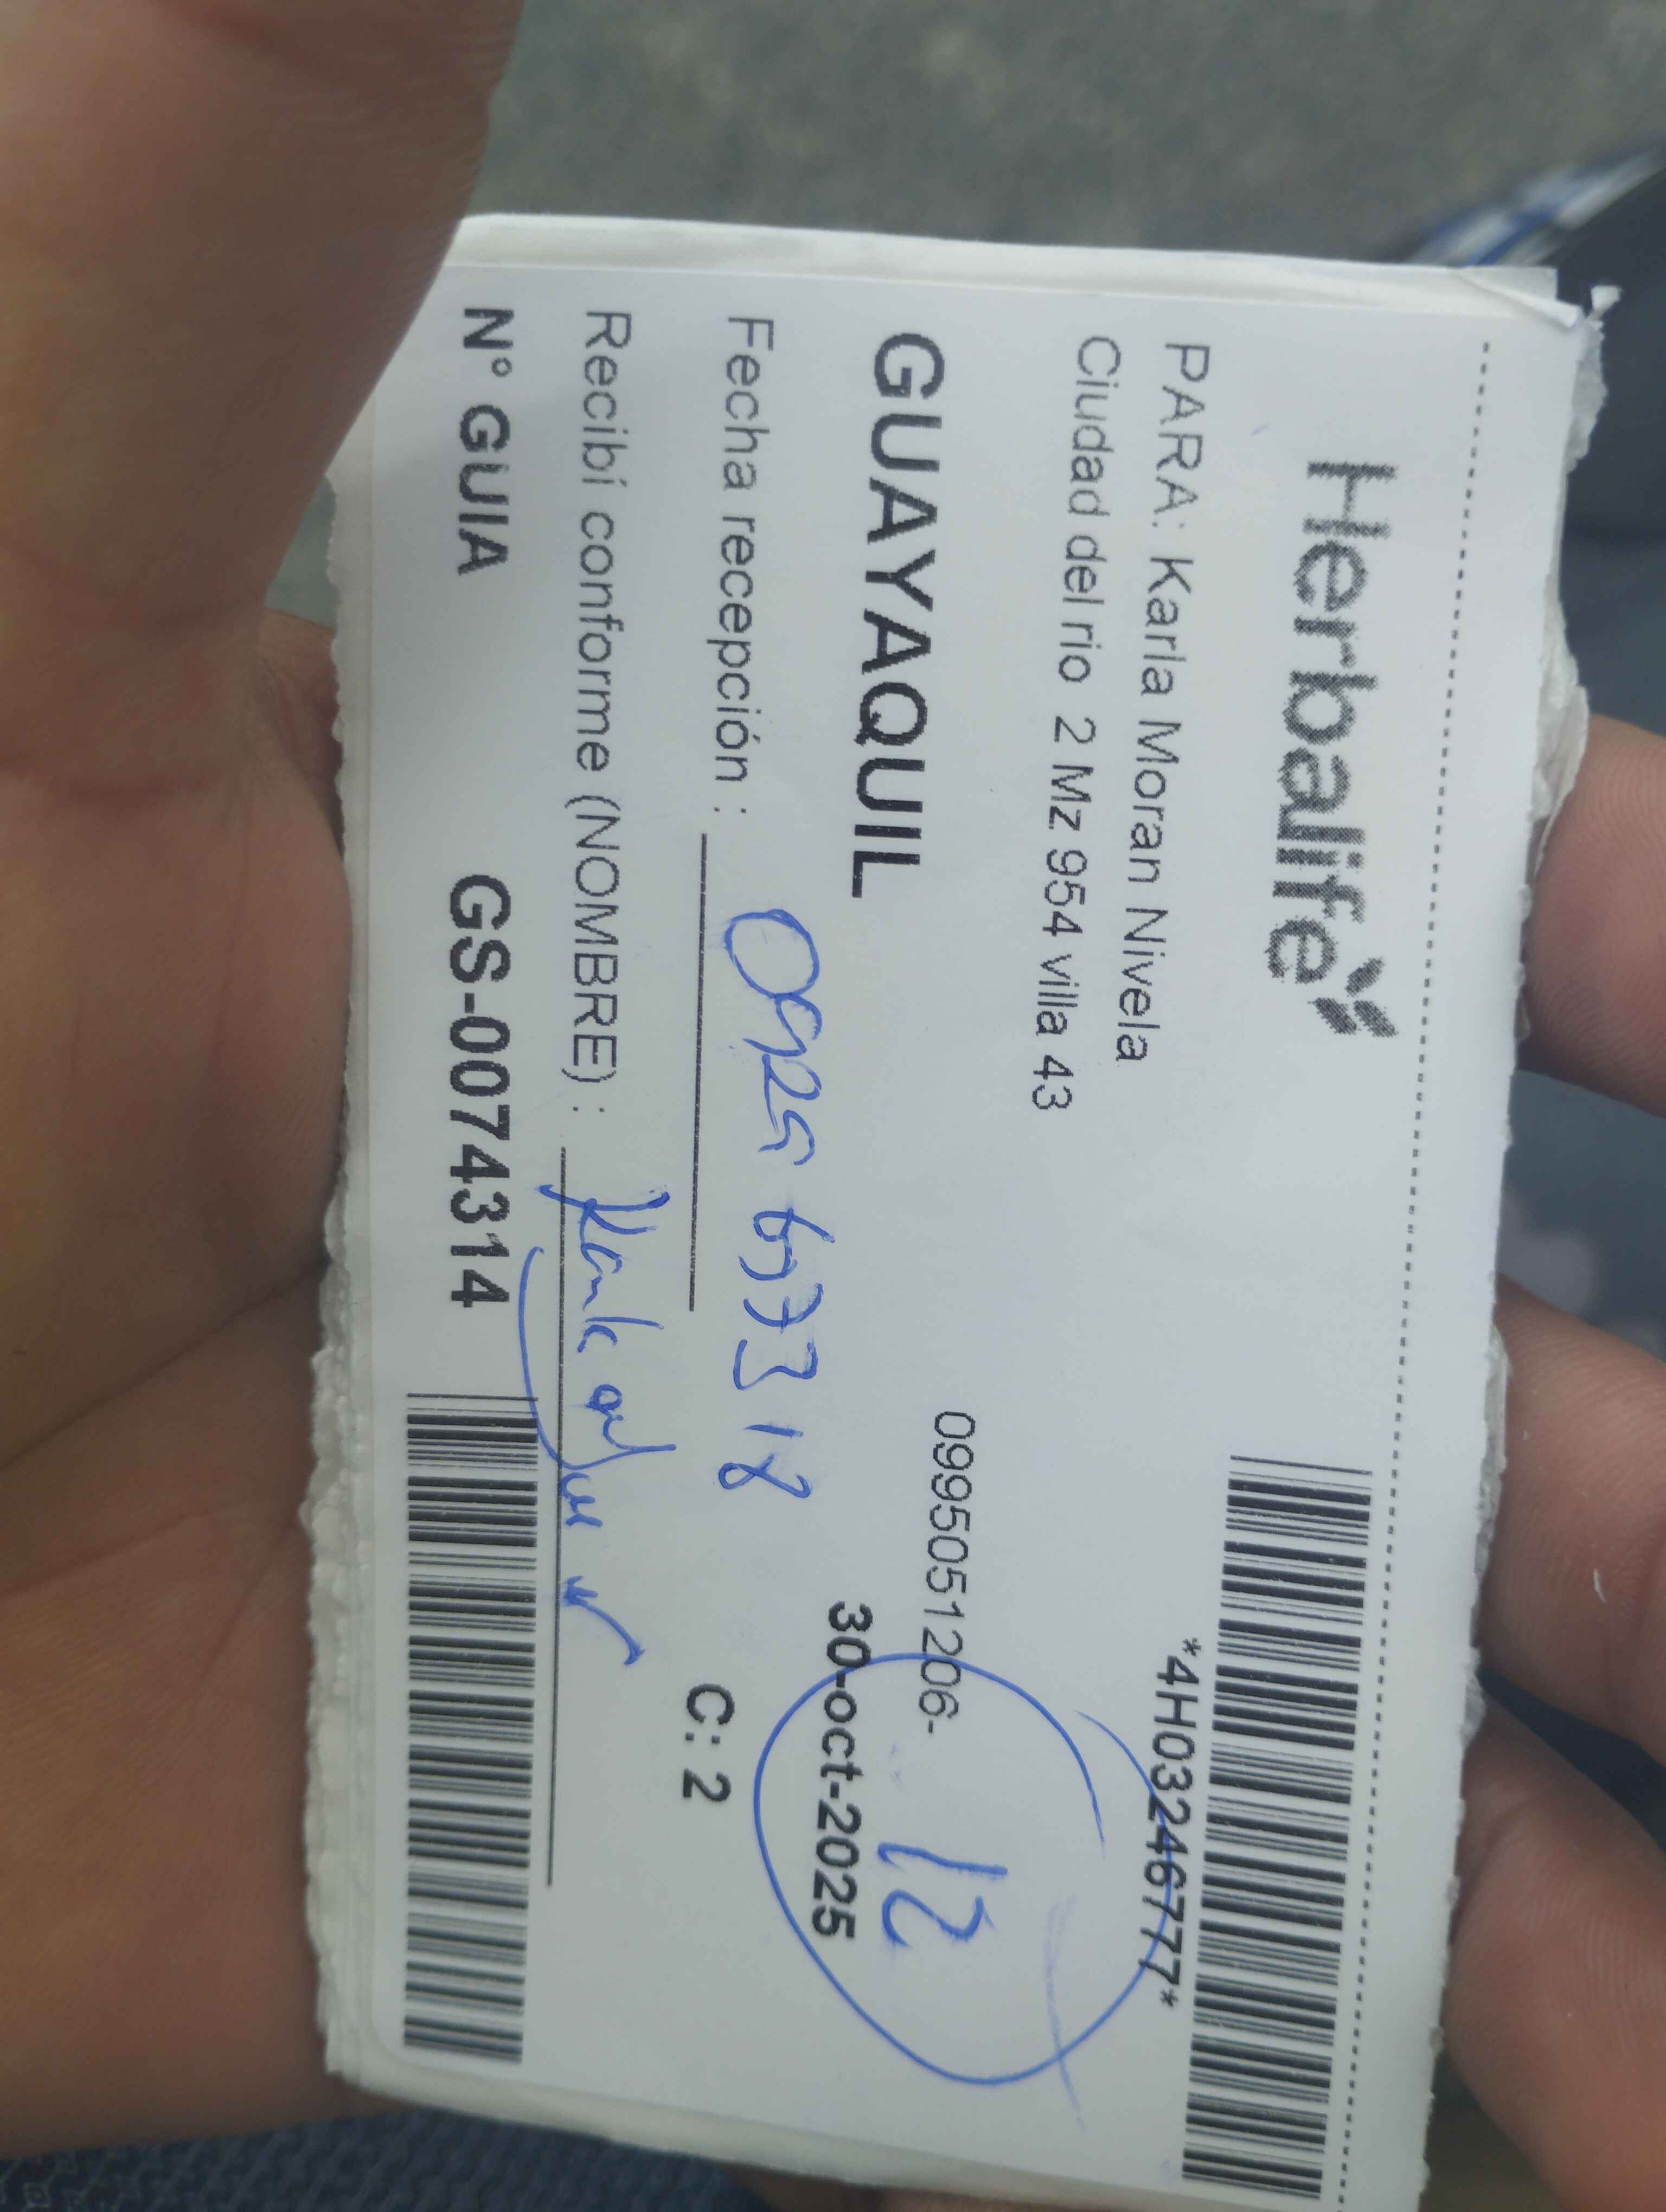 Herbalife
*4H03246777*
PARA: Karla Moran Nivela
Ciudad del rio 2 Mz 954 villa 43
0995051206-
12
GUAYAQUIL
30-oct-2025
Fecha recepción :
C: 2
Recibí conforme (NOMBRE) :
N° GUIA GS-0074314